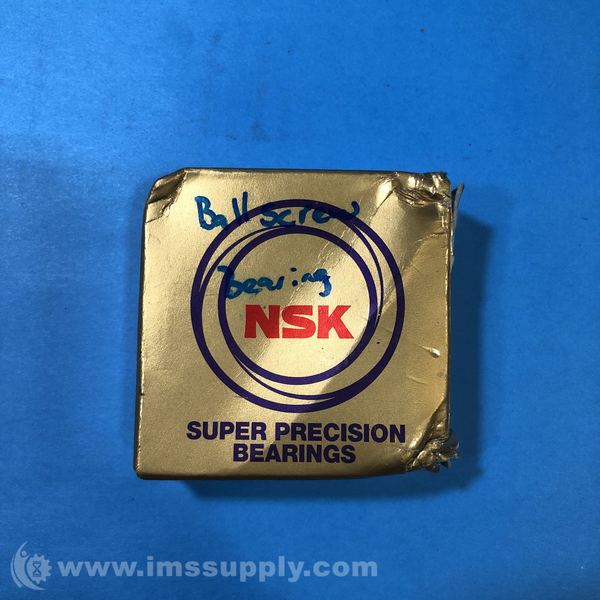 Ball screw
Bearing
NSK
SUPER PRECISION
BEARINGS
www.imssupply.com